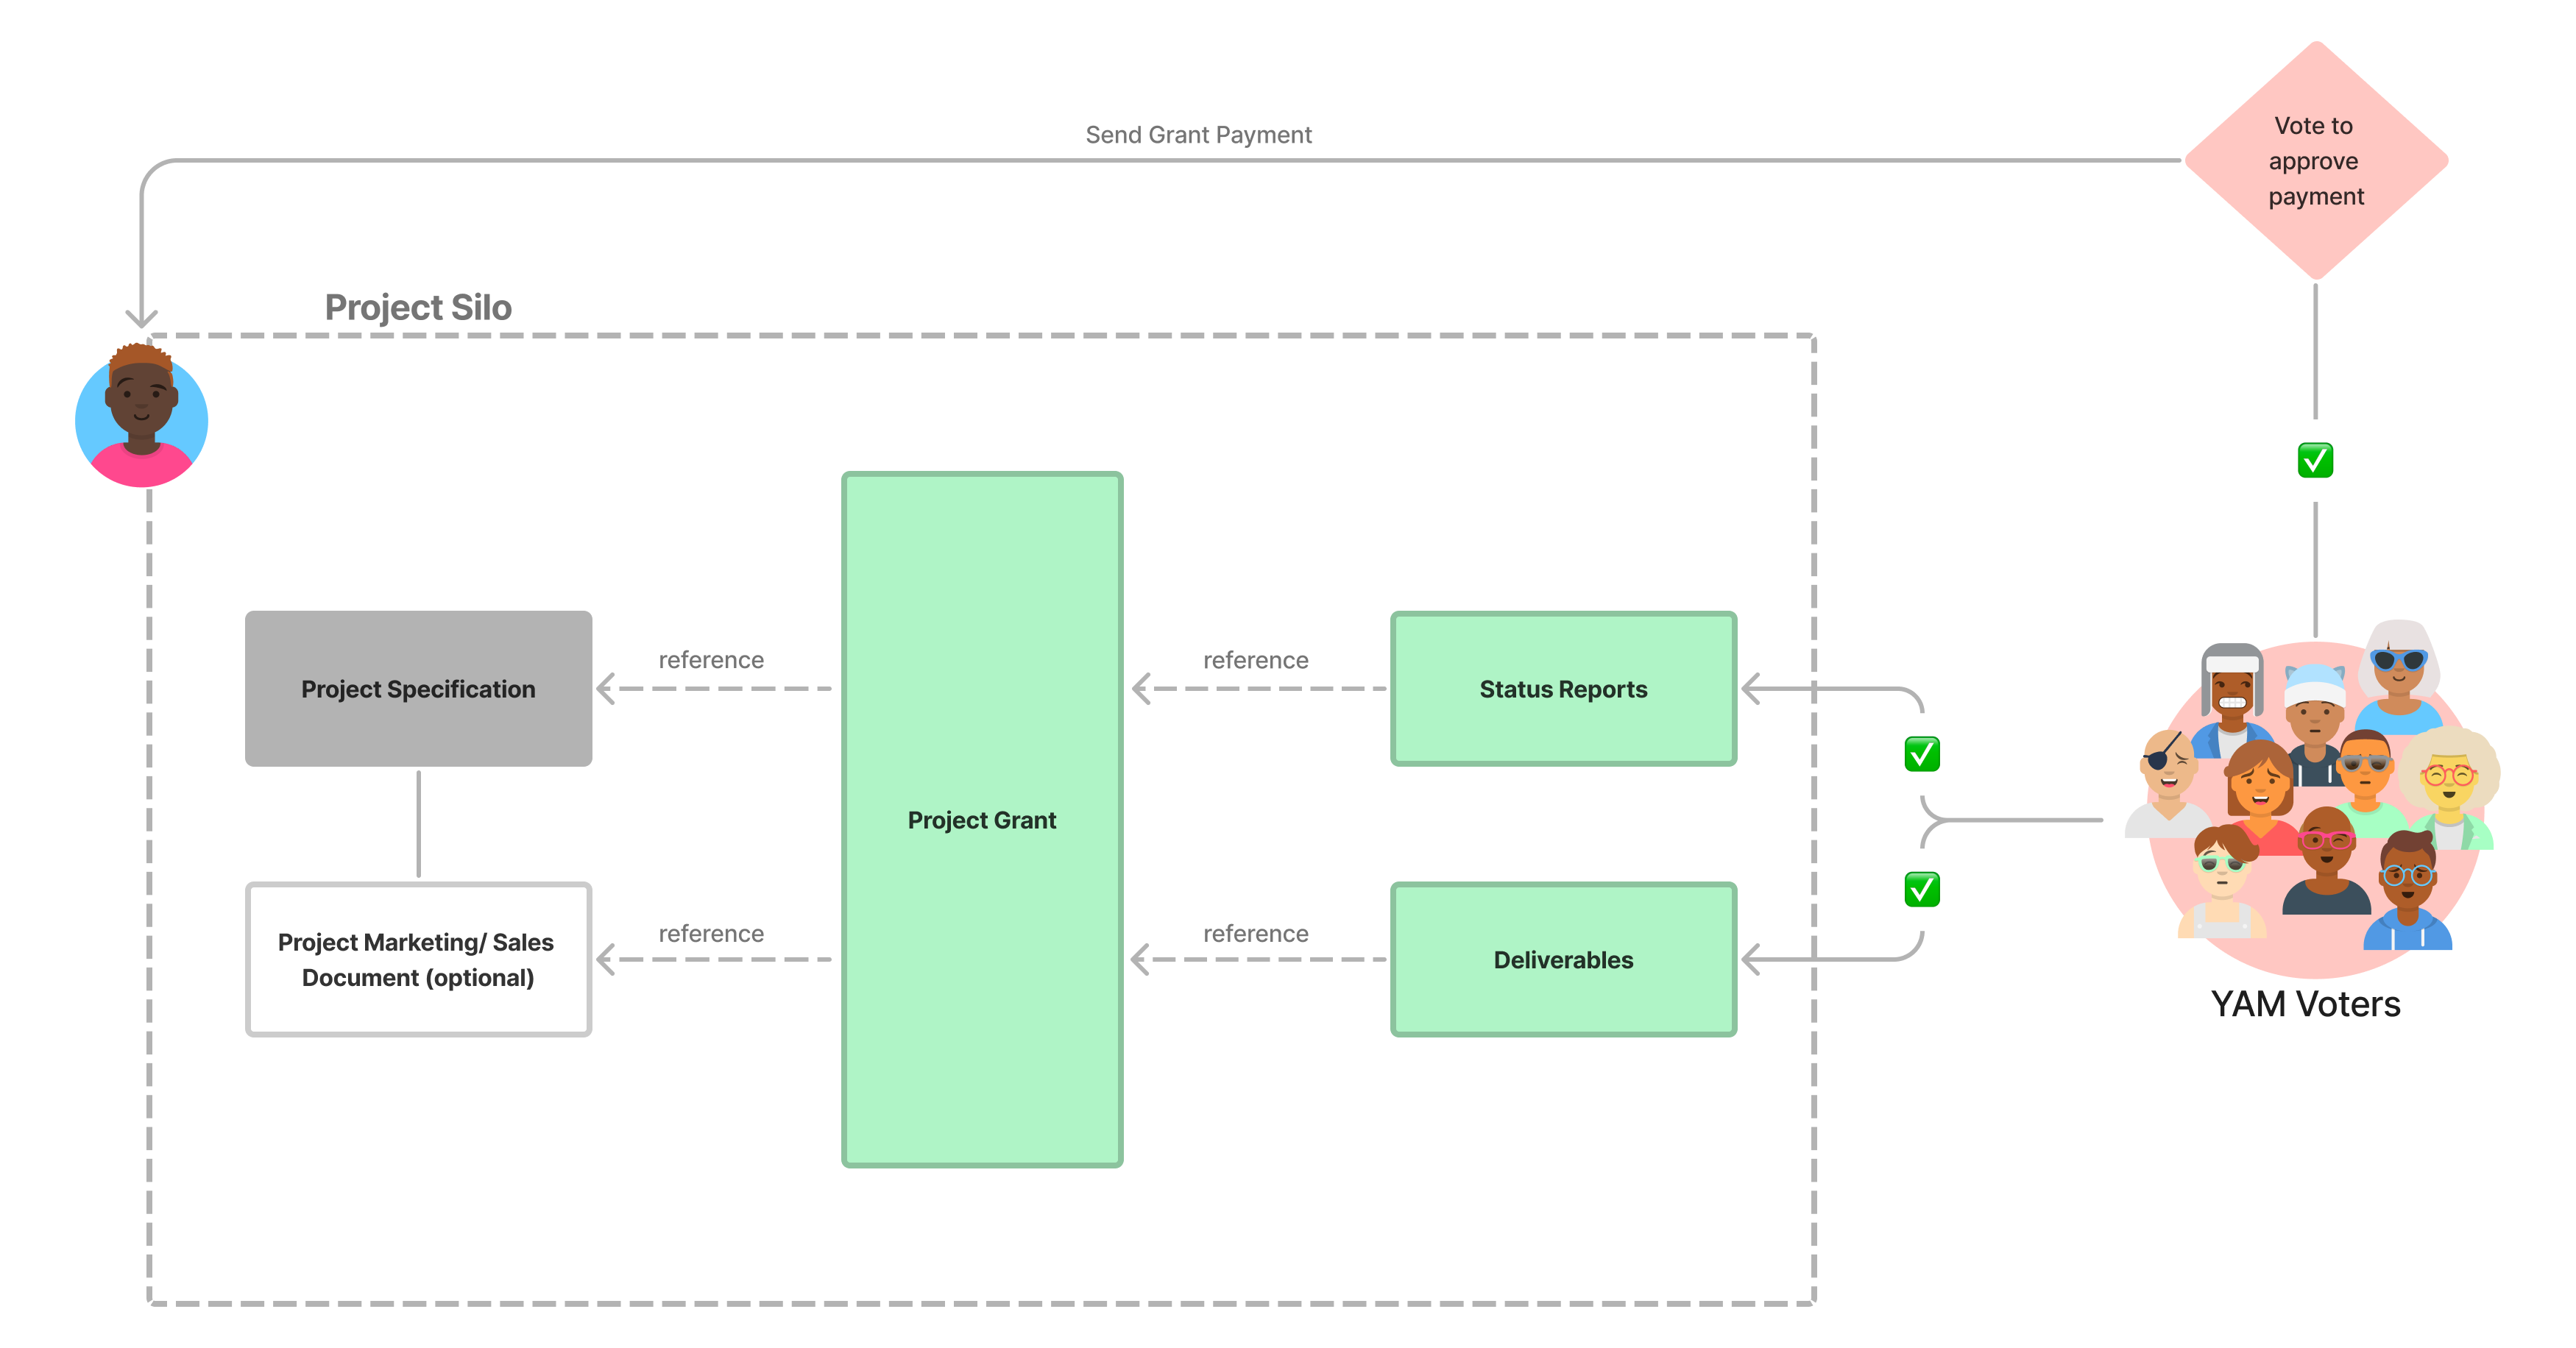 Send Grant Payment
Vote to
approve
payment
Project Silo
Project Specification
reference
Project Grant
reference
Status Reports
Project Marketing/ Sales
Document (optional)
reference
reference
Deliverables
YAM Voters